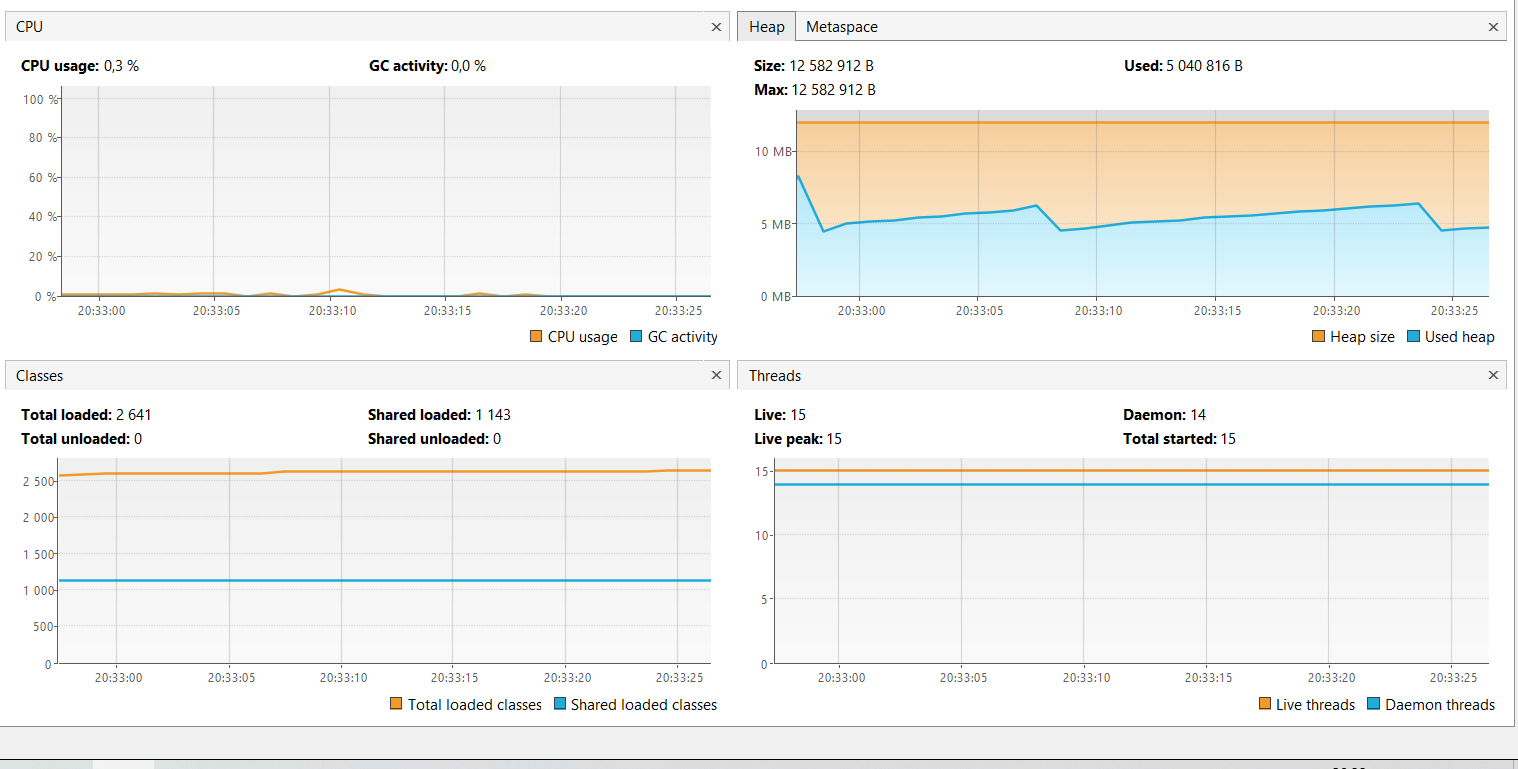 CPU
CPU usage: 0,3 %
GC activity: 0,0 %
100 %
80 %
60 %
40 %
20 %
0 %
20:33:00 20:33:05 20:33:10 20:33:15 20:33:20 20:33:25
CPU usage GC activity
Heap Metaspace
Size: 12 582 912 B
Used: 5 040 816 B
Max: 12 582 912 B
10 MB
5 MB
0 MB
20:33:00 20:33:05 20:33:10 20:33:15 20:33:20 20:33:25
Heap size Used heap
Classes
Total loaded: 2 641
Shared loaded: 1 143
Total unloaded: 0
Shared unloaded: 0
2 500
2 000
1 500
1 000
500
0
20:33:00 20:33:05 20:33:10 20:33:15 20:33:20 20:33:25
Total loaded classes Shared loaded classes
Threads
Live: 15
Daemon: 14
Live peak: 15
Total started: 15
15
10
5
0
20:33:00 20:33:05 20:33:10 20:33:15 20:33:20 20:33:25
Live threads Daemon threads